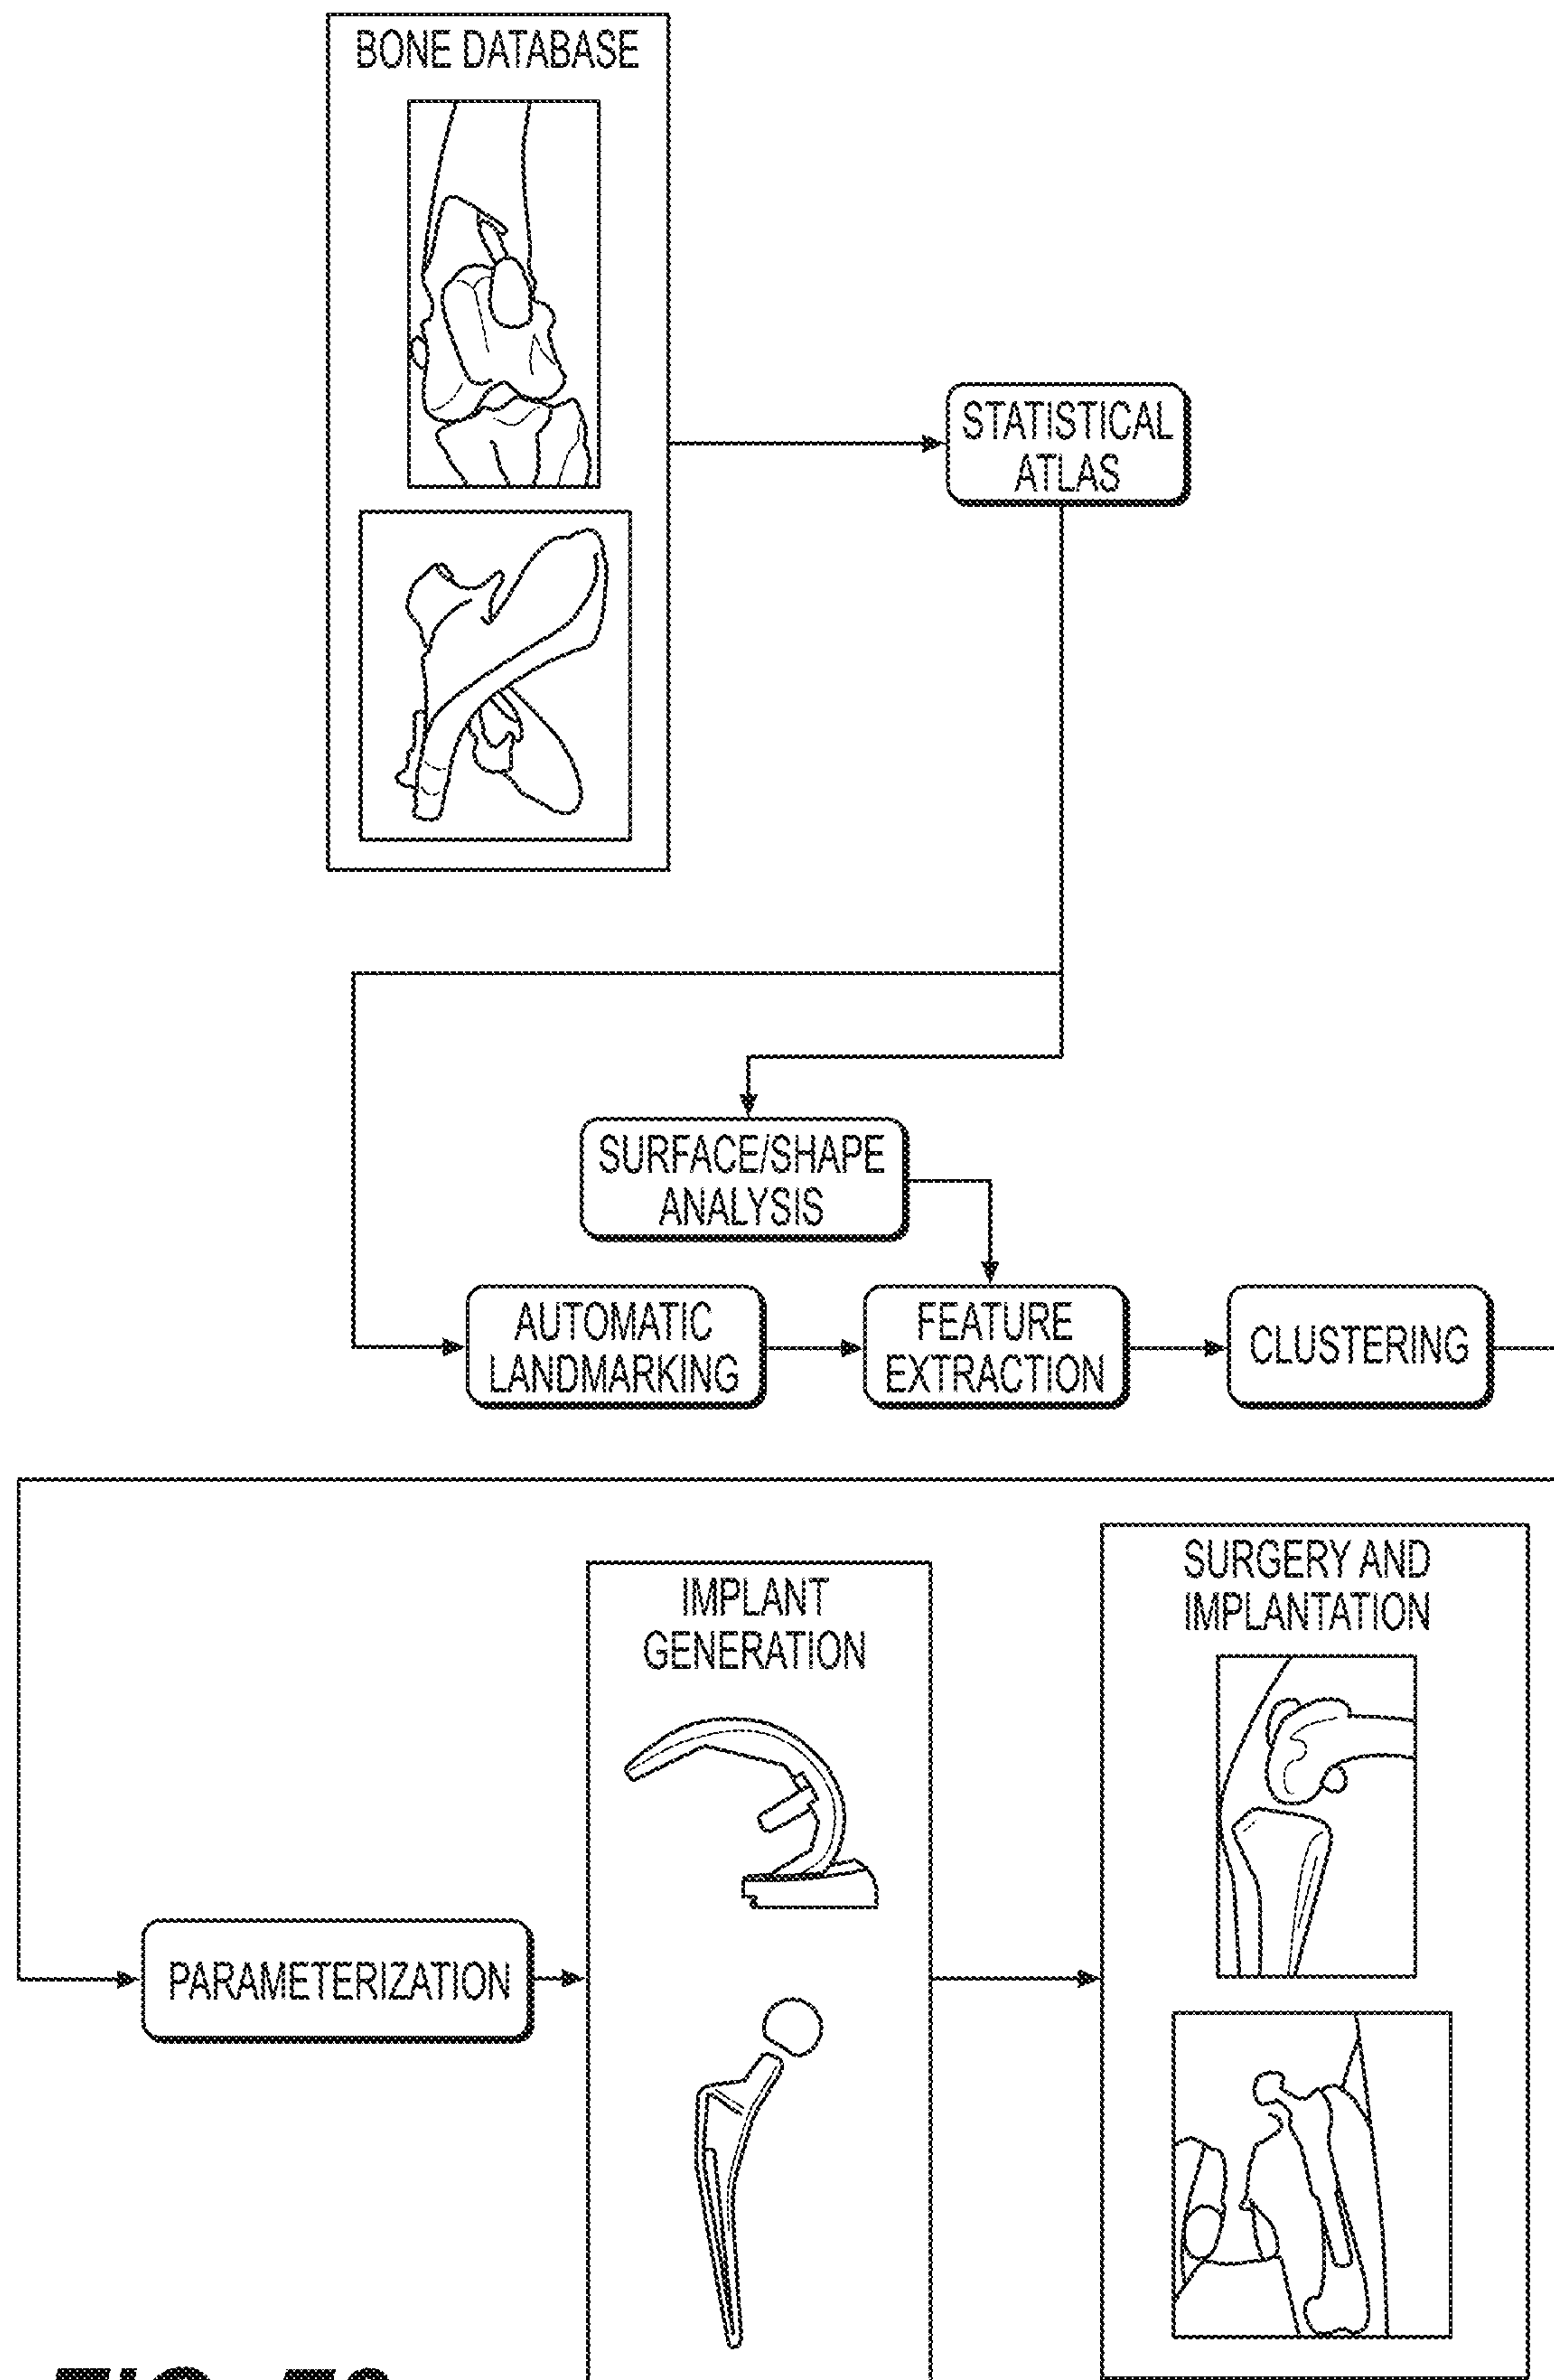 BONE DATABASE
STATISTICAL
ATLAS
SURFACE/SHAPE
ANALYSIS
AUTOMATIC
LANDMARKING
FEATURE
EXTRACTION
CLUSTERING
PARAMETERIZATION
IMPLANT
GENERATION
SURGERY AND
IMPLANTATION